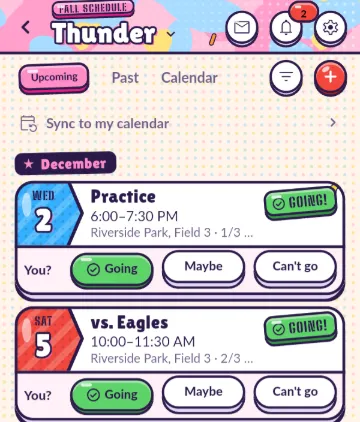 FALL SCHEDULE
Thunder
2
Upcoming
Past
Calendar
Sync to my calendar
★ December
WED
2
Practice
6:00–7:30 PM
Riverside Park, Field 3 · 1/3 ...
GOING!
You?
Going
Maybe
Can't go
SAT
5
vs. Eagles
10:00–11:30 AM
Riverside Park, Field 3 · 2/3 ...
GOING!
You?
Going
Maybe
Can't go